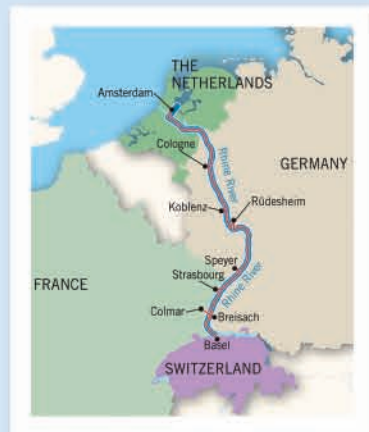 THE
NETHERLANDS
Amsterdam
Cologne
Rhine River
GERMANY
Koblenz
Rüdesheim
Speyer
Strasbourg
Rhine River
FRANCE
Colmar
Breisach
Basel
SWITZERLAND